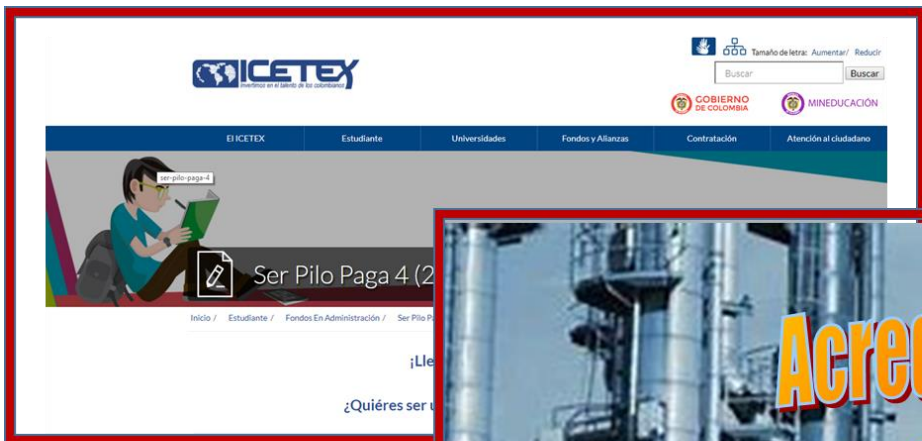 ICETEX
Invertimos en el talento de los colombianos
Tamaño de letra: Aumentar/ Reducir
Buscar
Buscar
GOBIERNO
DE COLOMBIA
MINEDUCACIÓN
El ICETEX Estudiante Universidades Fondos y Alianzas Contratación Atención al ciudadano
ser-pilo-paga-4
Ser Pilo Paga 4 (2
Inicio / Estudiante / Fondos En Administración / Ser Pilo Pa
¡Lle
¿Quiéres ser u
Acred